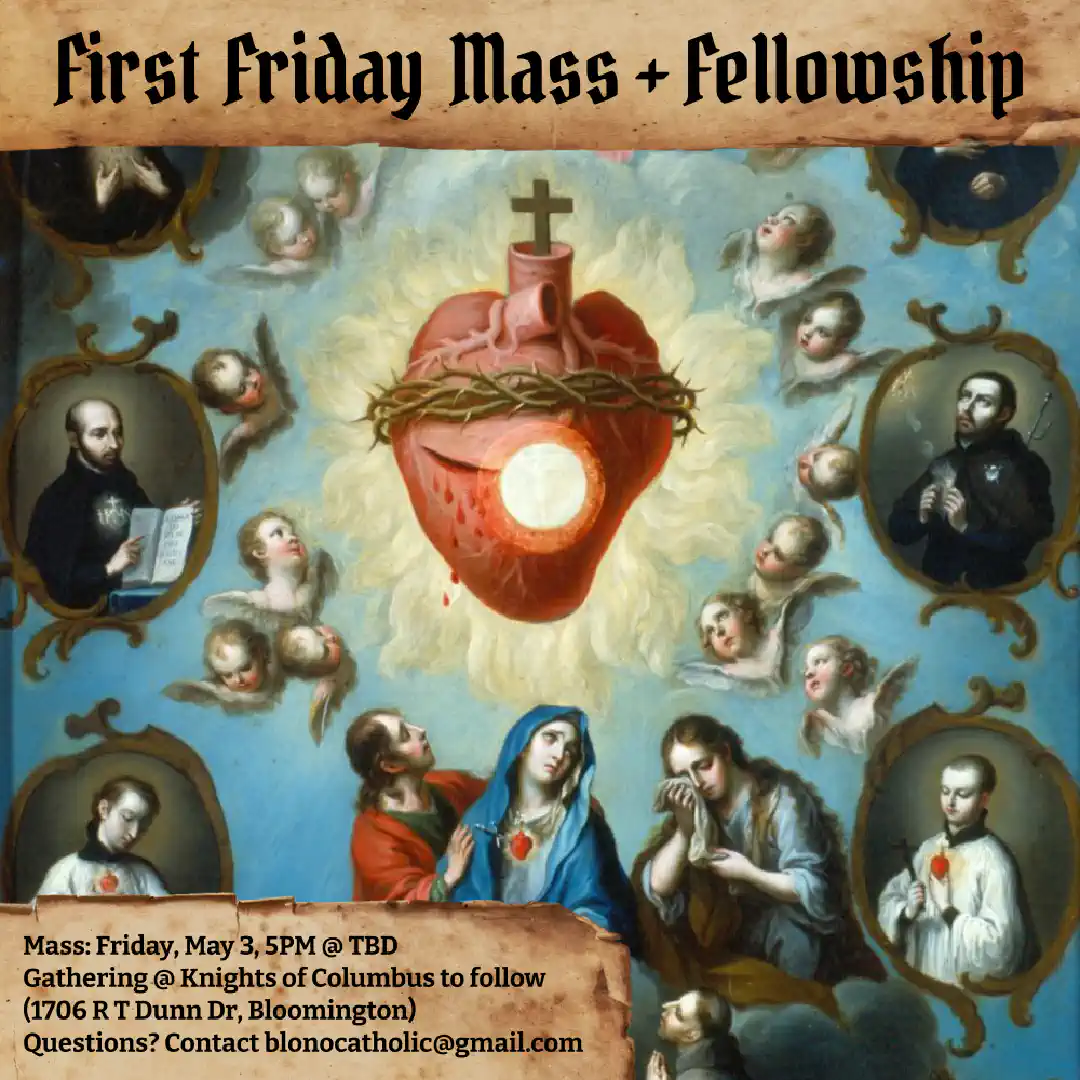 First Friday Mass + Fellowship
Mass: Friday, May 3, 5PM @ TBD
Gathering @ Knights of Columbus to follow
(1706 R T Dunn Dr, Bloomington)
Questions? Contact blonocatholic@gmail.com